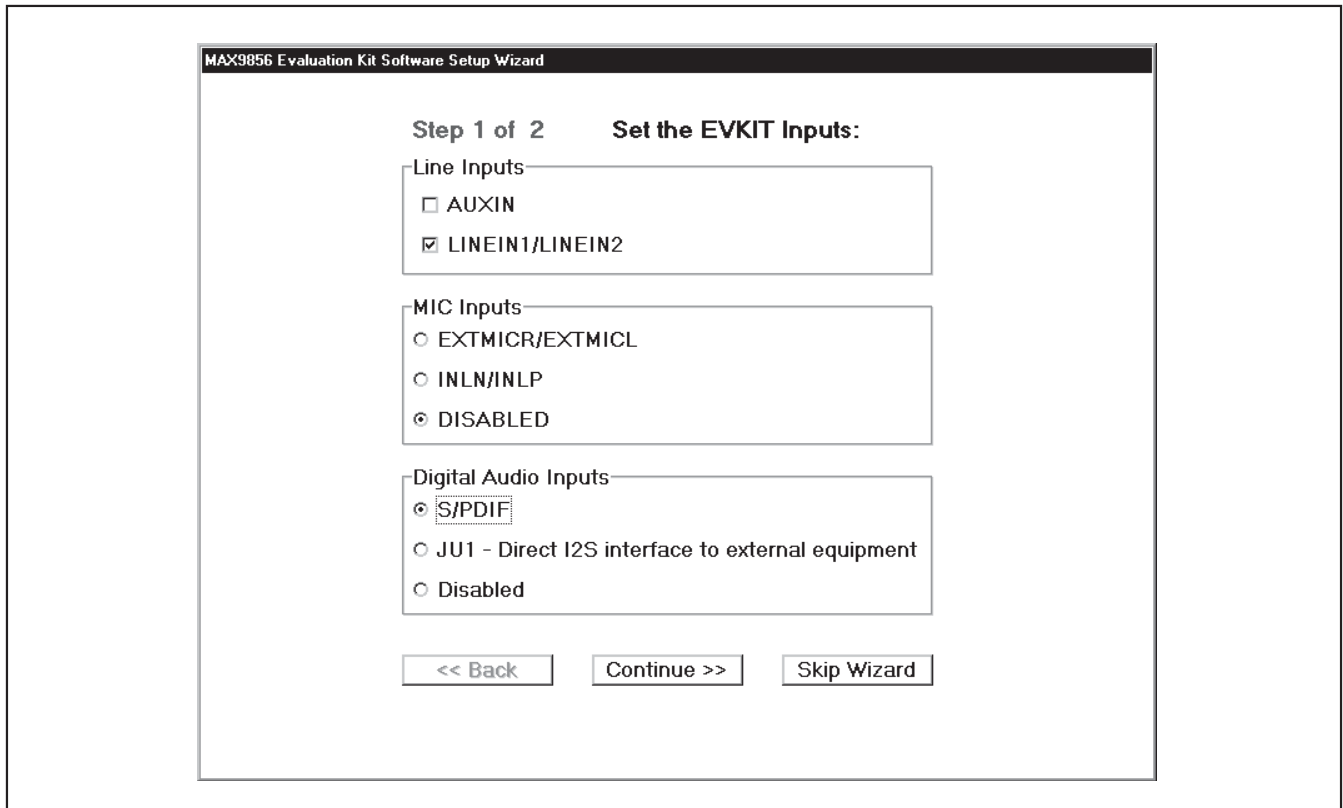 MAX9856 Evaluation Kit Software Setup Wizard
Step 1 of 2 Set the EVKIT Inputs:
Line Inputs
AUXIN
LINEIN1/LINEIN2
MIC Inputs
EXTMICR/EXTMICL
INLN/INLP
DISABLED
Digital Audio Inputs
S/PDIF
JU1 - Direct I2S interface to external equipment
Disabled
<< Back Continue >> Skip Wizard